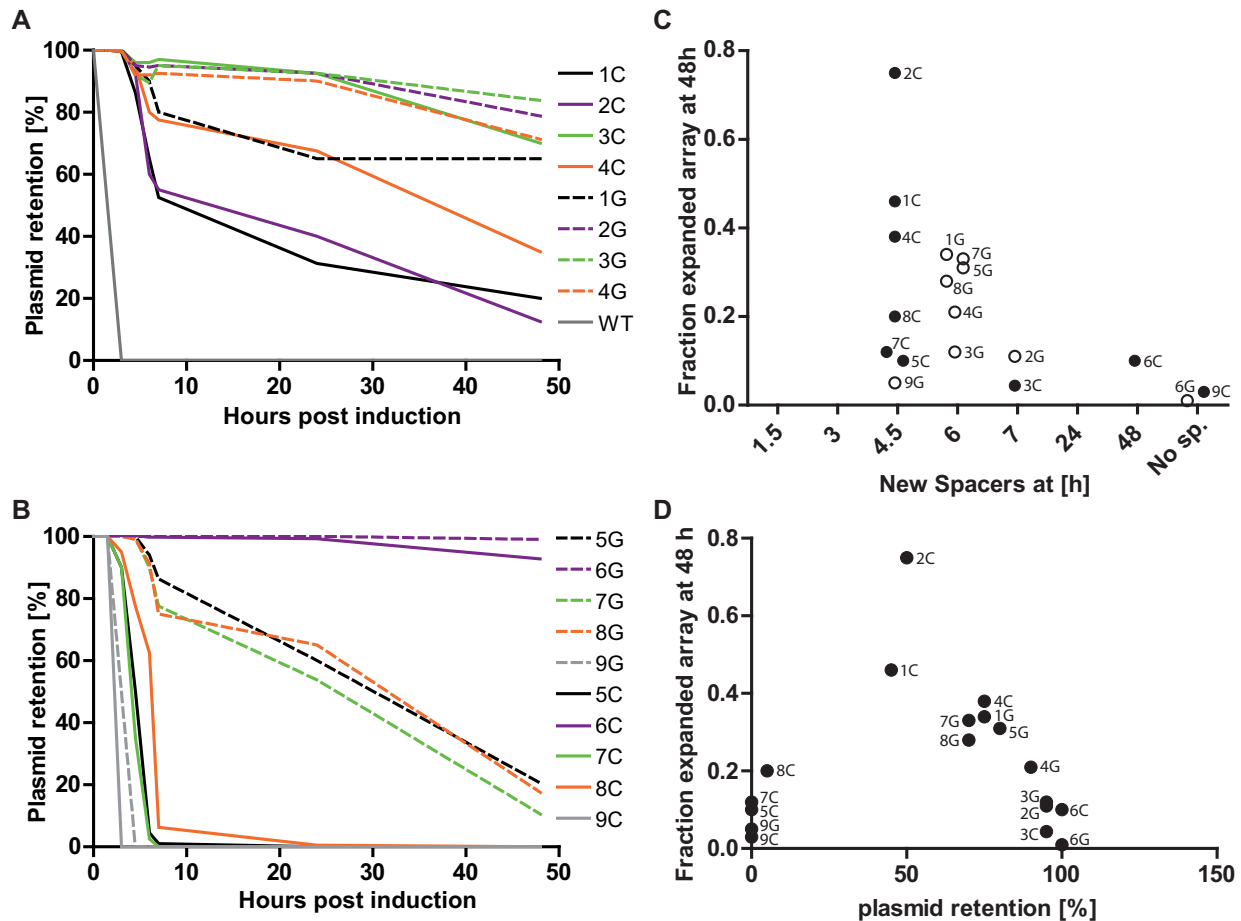 A
Plasmid retention [%]
100
80
60
40
20
0
0 10 20 30 40 50
Hours post induction
1C
2C
3C
4C
1G
2G
3G
4G
WT
C
Fraction expanded array at 48h
0.8
0.6
0.4
0.2
0.0
2C
1C
4C
1G
7G
5G
8G
8C
4G
7C
5C
3G
2G
6C
9G
3C
6G
9C
1.5 3 4.5 6 7 24 48 No sp.
New Spacers at [h]
B
Plasmid retention [%]
100
80
60
40
20
0
0 10 20 30 40 50
Hours post induction
5G
6G
7G
8G
9G
5C
6C
7C
8C
9C
D
Fraction expanded array at 48 h
0.8
0.6
0.4
0.2
0.0
2C
1C
4C
7G
1G
5G
8G
8C
4G
7C
3G
5C
2G
6C
9G
3C
9C
6G
0 50 100 150
plasmid retention [%]